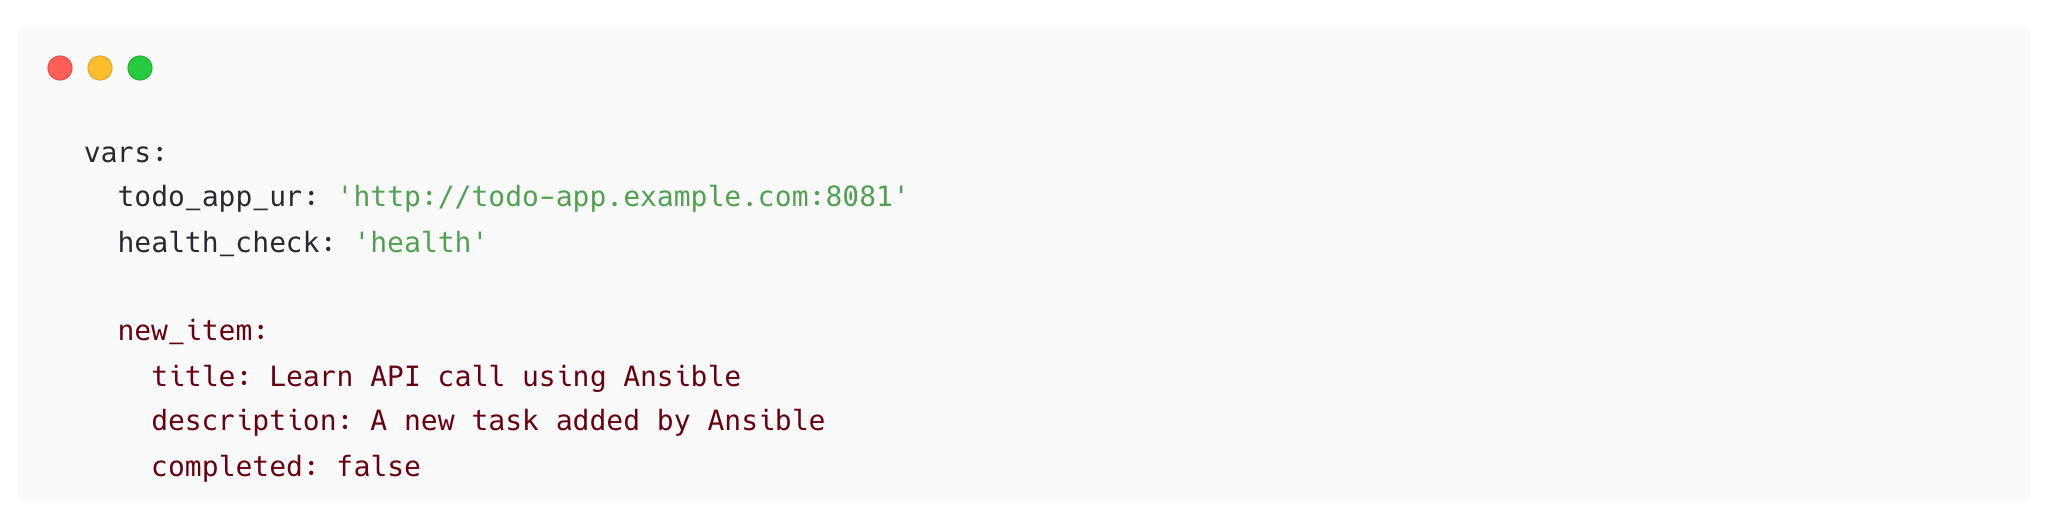 vars:
  todo_app_ur: 'http://todo-app.example.com:8081'
  health_check: 'health'
  new_item:
    title: Learn API call using Ansible
    description: A new task added by Ansible
    completed: false